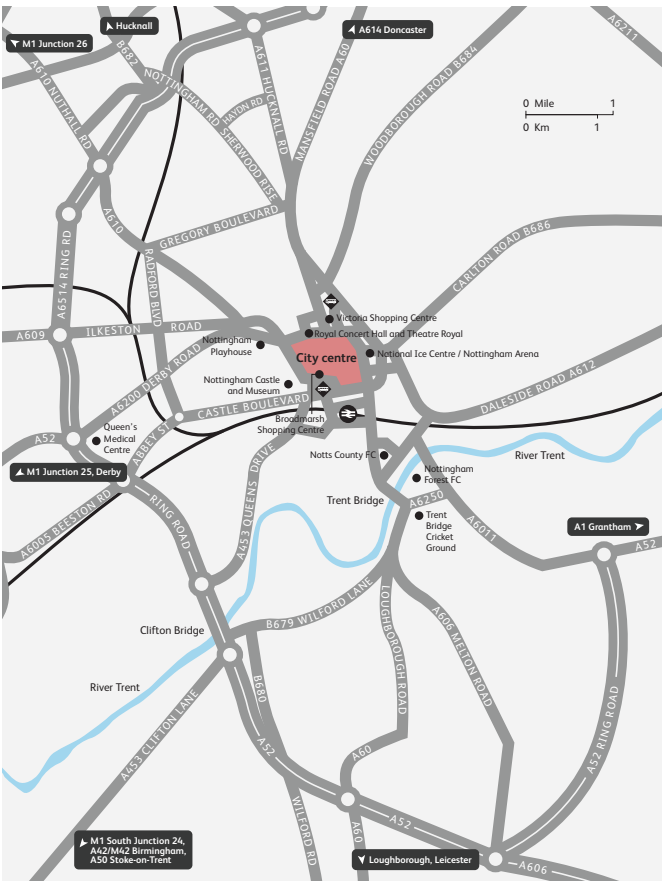 Hucknall
M1 Junction 26
A614 Doncaster
A6211
B682
A610 NUTHALL RD
NOTTINGHAM RD
A611 HUCKNALL RD
HAYDN RD
SHERWOOD RISE
MANSFIELD ROAD A60
WOODBOROUGH ROAD B684
0 Mile 1
0 Km 1
A610
GREGORY BOULEVARD
A6514 RING RD
RADFORD BLVD
CARLTON ROAD B686
Victoria Shopping Centre
A609
ILKESTON ROAD
Royal Concert Hall and Theatre Royal
Nottingham
Playhouse
City centre
National Ice Centre / Nottingham Arena
A6200 DERBY ROAD
Nottingham Castle
and Museum
DALESIDE ROAD A612
CASTLE BOULEVARD
Broadmarsh
Shopping Centre
A52
Queen's
Medical
Centre
ABBEY ST
M1 Junction 25, Derby
Notts County FC
River Trent
Nottingham
Forest FC
A453 QUEENS DRIVE
Trent Bridge
A6250
A6005 BEESTON RD
RING ROAD
Trent
Bridge
Cricket
Ground
A6011
A1 Grantham
A52
B679 WILFORD LANE
LOUGHBOROUGH ROAD
A606 MELTON ROAD
Clifton Bridge
River Trent
B680
A453 CLIFTON LANE
A52
A60
A52 RING ROAD
WILFORD RD
A60
A52
M1 South Junction 24,
A42/M42 Birmingham,
A50 Stoke-on-Trent
Loughborough, Leicester
A606